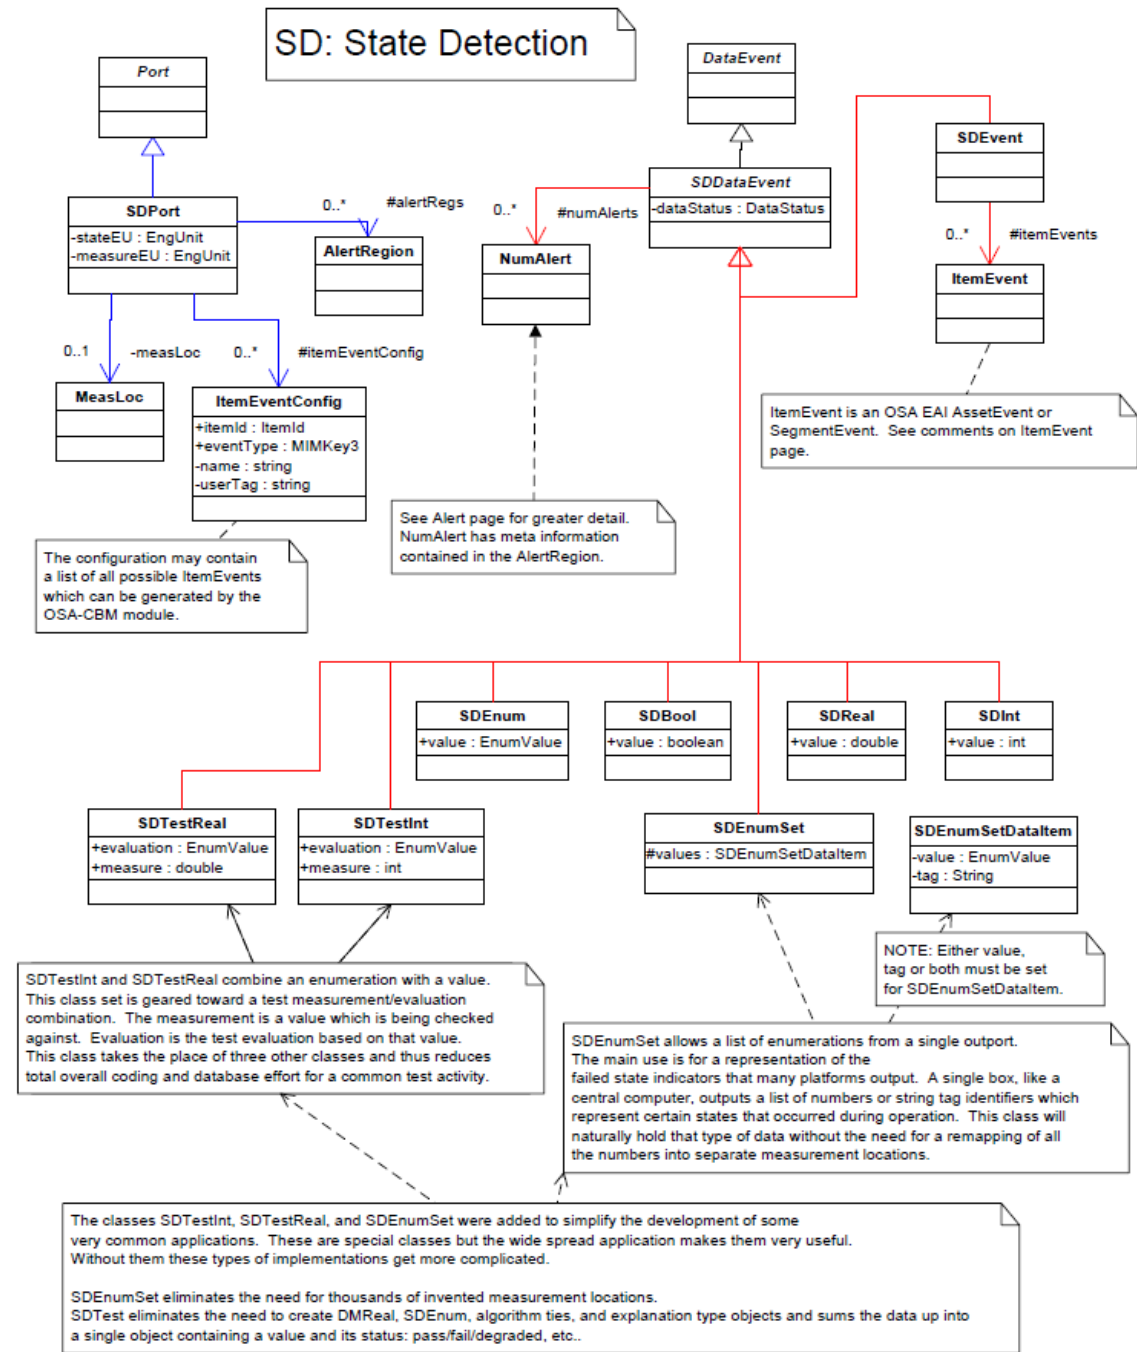 SD: State Detection
Port
DataEvent
SDEvent
SDDataEvent
-dataStatus : DataStatus
SDPort
-stateEU : EngUnit
-measureEU : EngUnit
0..*
#alertRegs
AlertRegion
0..*
#numAlerts
NumAlert
0..*
#itemEvents
ItemEvent
0..1
-measLoc
0..*
#itemEventConfig
MeasLoc
ItemEventConfig
+itemId : ItemId
+eventType : MIMKey3
-name : string
-userTag : string
ItemEvent is an OSA EAI AssetEvent or
SegmentEvent. See comments on ItemEvent
page.
See Alert page for greater detail.
NumAlert has meta information
contained in the AlertRegion.
The configuration may contain
a list of all possible ItemEvents
which can be generated by the
OSA-CBM module.
SDEnum
+value : EnumValue
SDBool
+value : boolean
SDReal
+value : double
SDInt
+value : int
SDTestReal
+evaluation : EnumValue
+measure : double
SDTestInt
+evaluation : EnumValue
+measure : int
SDEnumSet
#values : SDEnumSetDataItem
SDEnumSetDataItem
-value : EnumValue
-tag : String
NOTE: Either value,
tag or both must be set
for SDEnumSetDataItem.
SDTestInt and SDTestReal combine an enumeration with a value.
This class set is geared toward a test measurement/evaluation
combination. The measurement is a value which is being checked
against. Evaluation is the test evaluation based on that value.
This class takes the place of three other classes and thus reduces
total overall coding and database effort for a common test activity.
SDEnumSet allows a list of enumerations from a single outport.
The main use is for a representation of the
failed state indicators that many platforms output. A single box, like a
central computer, outputs a list of numbers or string tag identifiers which
represent certain states that occurred during operation. This class will
naturally hold that type of data without the need for a remapping of all
the numbers into separate measurement locations.
The classes SDTestInt, SDTestReal, and SDEnumSet were added to simplify the development of some
very common applications. These are special classes but the wide spread application makes them very useful.
Without them these types of implementations get more complicated.
SDEnumSet eliminates the need for thousands of invented measurement locations.
SDTest eliminates the need to create DMReal, SDEnum, algorithm ties, and explanation type objects and sums the data up into
a single object containing a value and its status: pass/fail/degraded, etc..